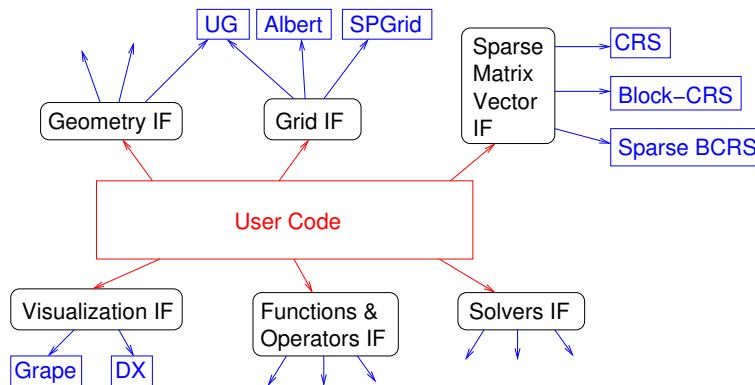 UG
Albert
SPGrid
Sparse
Matrix
Vector
IF
CRS
Block−CRS
Sparse BCRS
Geometry IF
Grid IF
User Code
Visualization IF
Functions &
Operators IF
Solvers IF
Grape
DX